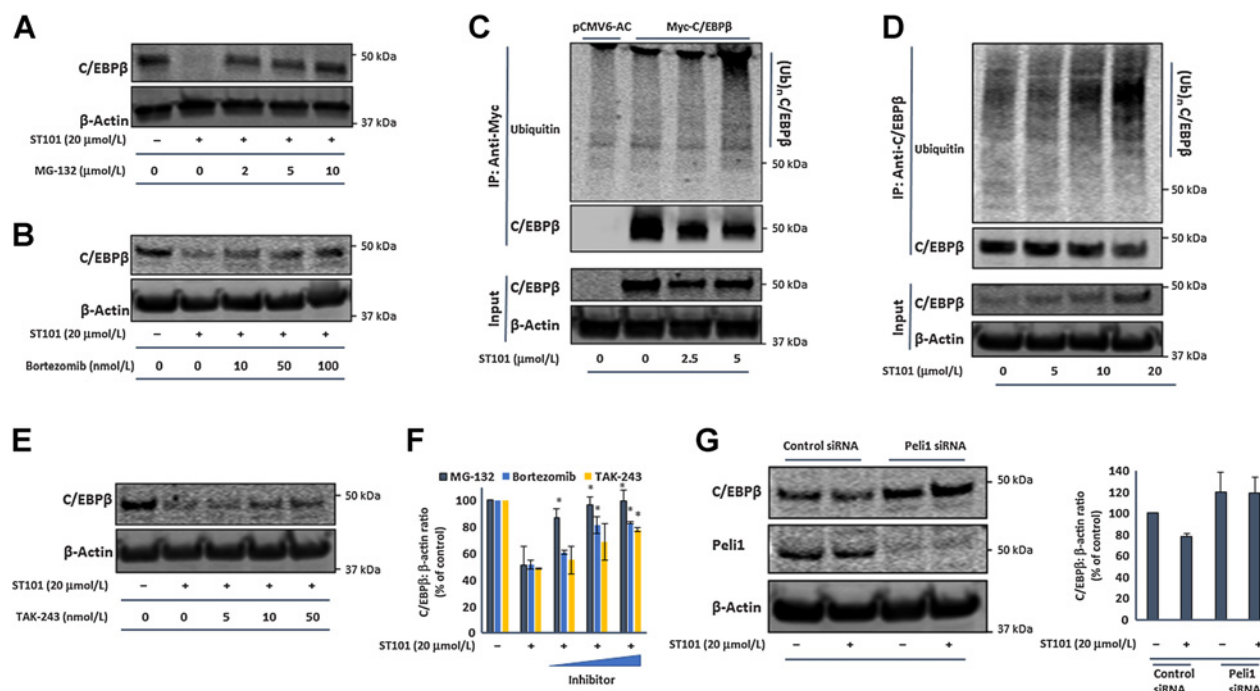 A
C/EBPβ
50 kDa
β-Actin
37 kDa
ST101 (20 μmol/L) – + + + +
MG-132 (μmol/L) 0 0 2 5 10
B
C/EBPβ
50 kDa
β-Actin
37 kDa
ST101 (20 μmol/L) – + + + +
Bortezomib (nmol/L) 0 0 10 50 100
C
pCMV6-AC Myc-C/EBPβ
IP: Anti-Myc
Ubiquitin
(Ub)n C/EBPβ
50 kDa
C/EBPβ
50 kDa
Input
C/EBPβ
50 kDa
β-Actin
37 kDa
ST101 (μmol/L) 0 0 2.5 5
D
IP: Anti-C/EBPβ
Ubiquitin
(Ub)n C/EBPβ
50 kDa
C/EBPβ
50 kDa
Input
C/EBPβ
50 kDa
β-Actin
37 kDa
ST101 (μmol/L) 0 5 10 20
E
C/EBPβ
50 kDa
β-Actin
37 kDa
ST101 (20 μmol/L) – + + + +
TAK-243 (nmol/L) 0 0 5 10 50
F
MG-132 Bortezomib TAK-243
C/EBPβ: β-actin ratio
(% of control)
100
80
60
40
20
0
* * * * * *
ST101 (20 μmol/L) – + + + +
Inhibitor
G
Control siRNA Peli1 siRNA
C/EBPβ
50 kDa
Peli1
50 kDa
β-Actin
37 kDa
ST101 (20 μmol/L) – + – +
C/EBPβ: β-actin ratio
(% of control)
140
120
100
80
60
40
20
0
ST101 (20 μmol/L) – + – +
Control Peli1
siRNA siRNA